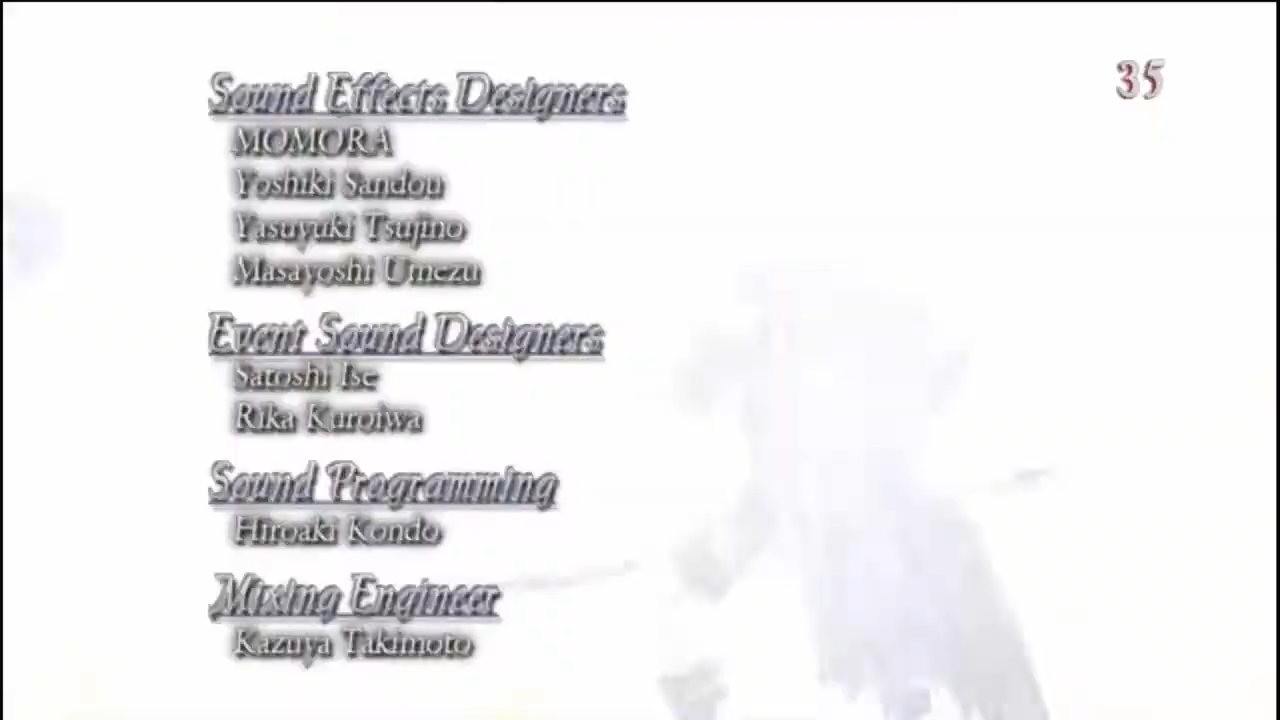 35
Sound Effects Designers
MOMORA
Yoshiki Sandou
Yasuyuki Tsujino
Masayoshi Umezu
Event Sound Designers
Satoshi Ise
Rika Kuroiwa
Sound Programming
Hiroaki Kondo
Mixing Engineer
Kazuya Takimoto